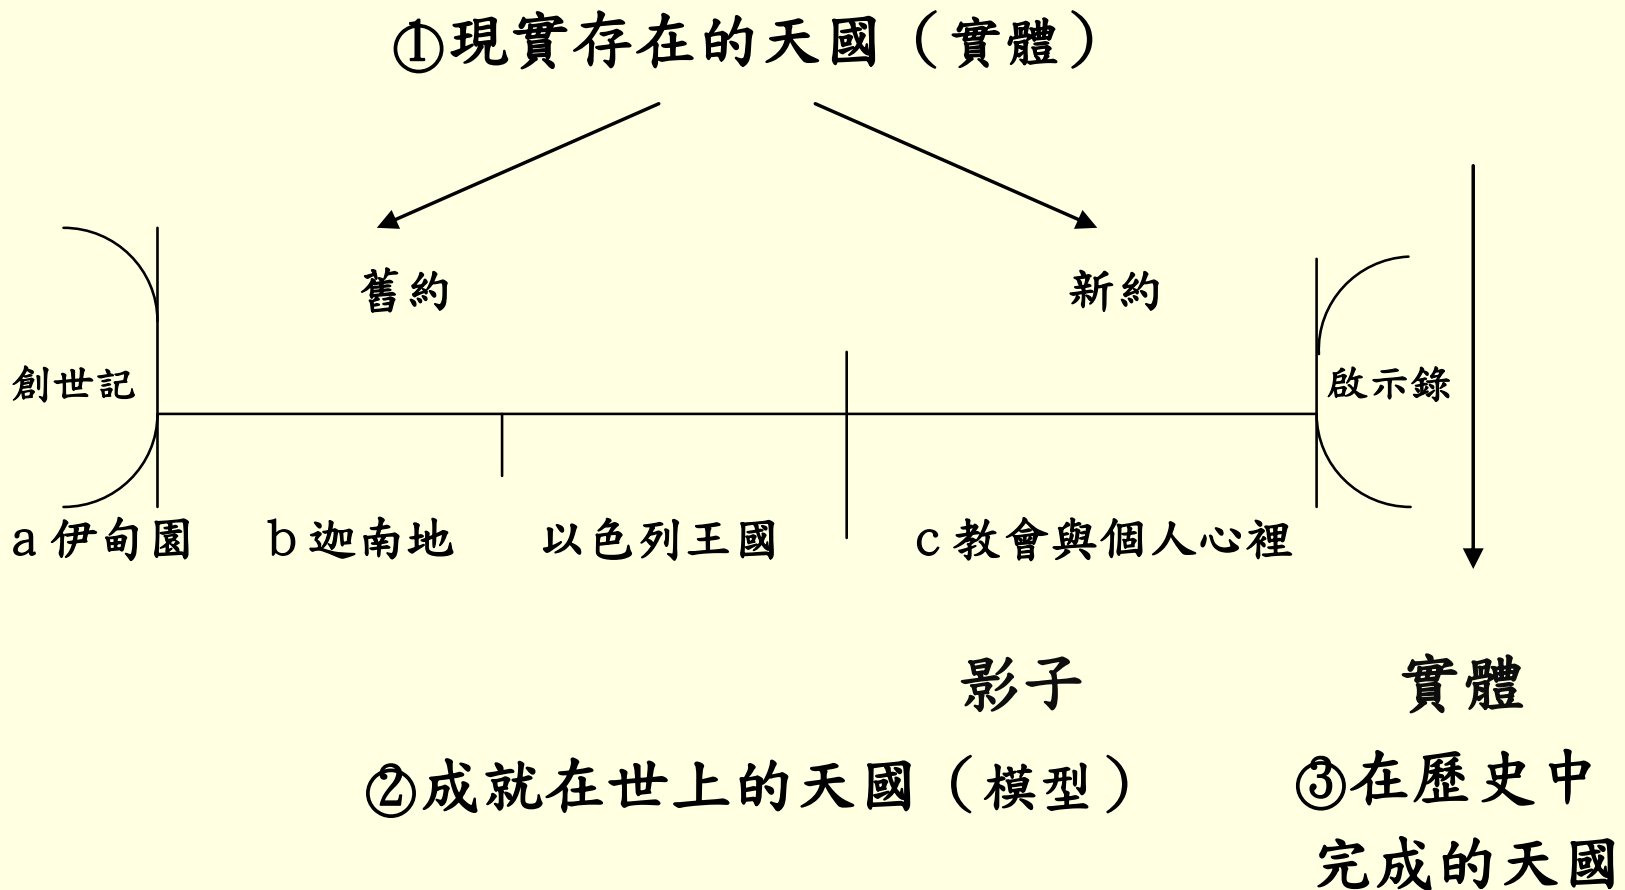 ①現實存在的天國（實體）
舊約
新約
創世記
啟示錄
a伊甸園
b迦南地
以色列王國
c教會與個人心裡
影子
實體
②成就在世上的天國（模型）
③在歷史中
完成的天國